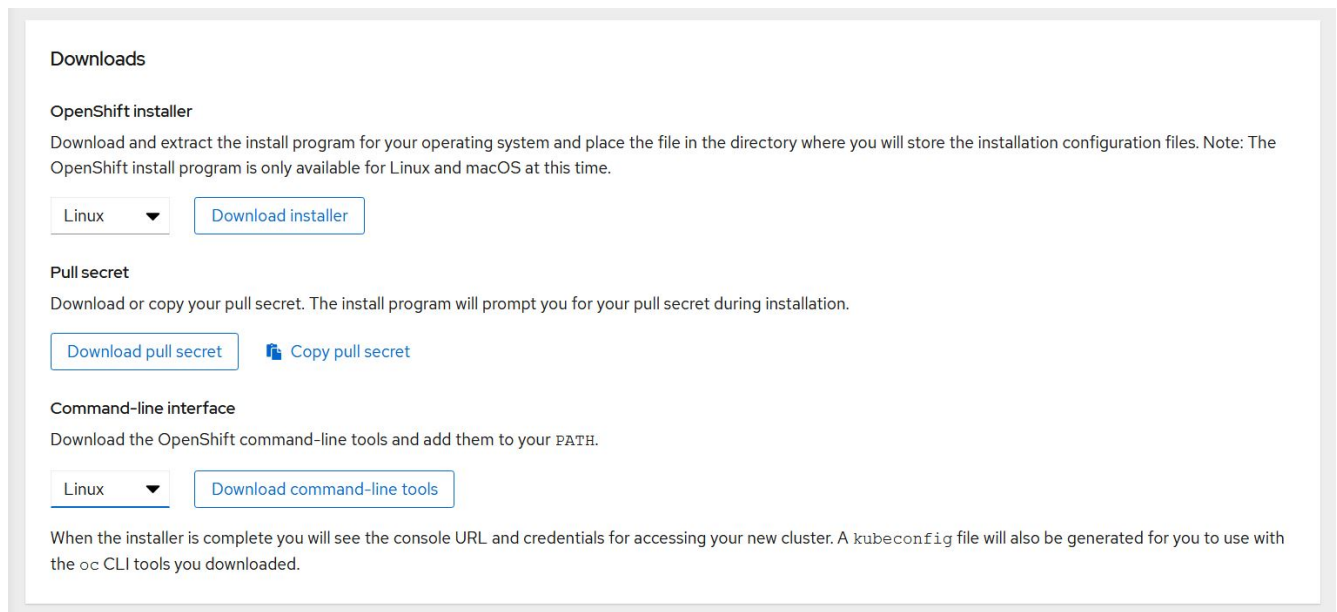 Downloads
OpenShift installer
Download and extract the install program for your operating system and place the file in the directory where you will store the installation configuration files. Note: The
OpenShift install program is only available for Linux and macOS at this time.
Linux
Download installer
Pull secret
Download or copy your pull secret. The install program will prompt you for your pull secret during installation.
Download pull secret
Copy pull secret
Command-line interface
Download the OpenShift command-line tools and add them to your PATH.
Linux
Download command-line tools
When the installer is complete you will see the console URL and credentials for accessing your new cluster. A kubeconfig file will also be generated for you to use with
the oc CLI tools you downloaded.